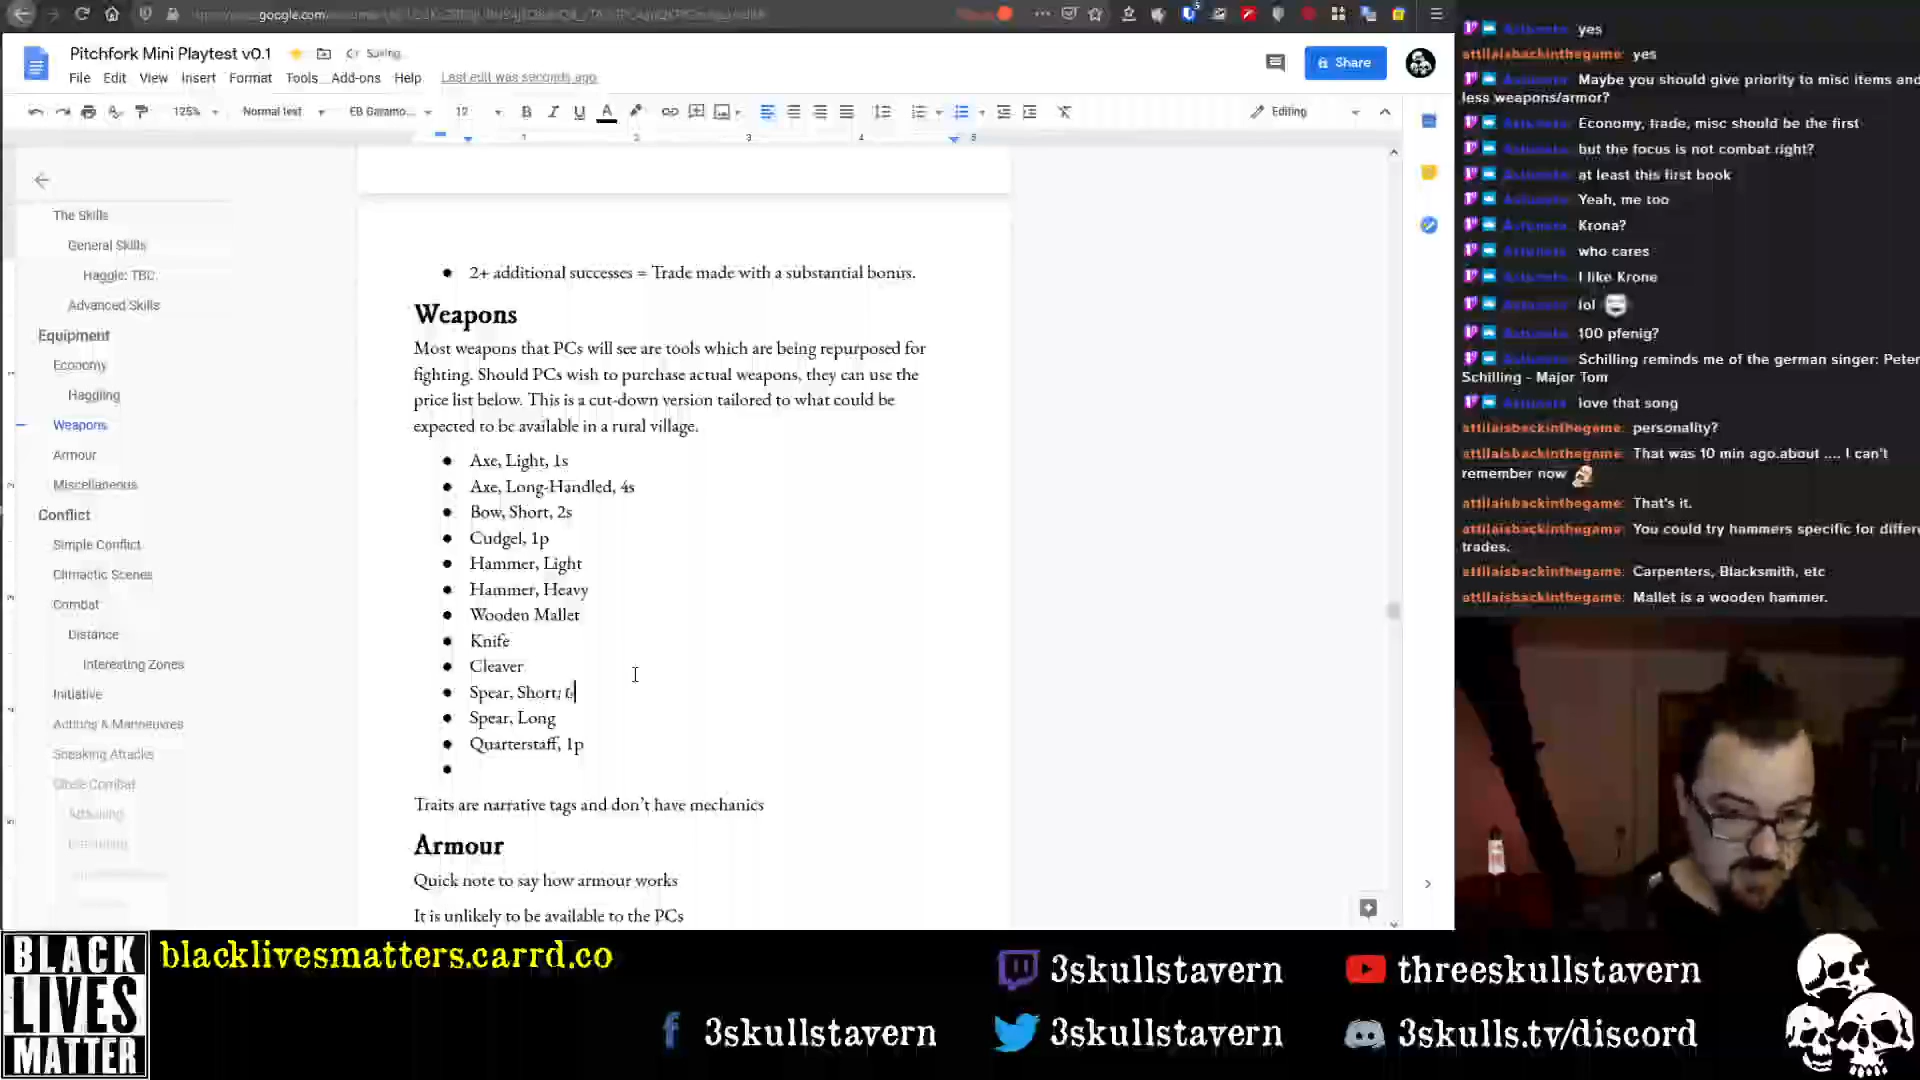 google.com
Pitchfork Mini Playtest v0.1
Saving...
Share
File Edit View Insert Format Tools Add-ons Help
Last edit was seconds ago
125%
Normal text
EB Garamo...
12
B I U A
Editing
1 2 3 4 5
The Skills
General Skills
Haggle: TBC
Advanced Skills
Equipment
Economy
Haggling
Weapons
Armour
Miscellaneous
Conflict
Simple Conflict
Climactic Scenes
Combat
Distance
Interesting Zones
Initiative
Actions & Manoeuvres
Sneaking Attacks
● 2+ additional successes = Trade made with a substantial bonus.
Weapons
Most weapons that PCs will see are tools which are being repurposed for
fighting. Should PCs wish to purchase actual weapons, they can use the
price list below. This is a cut-down version tailored to what could be
expected to be available in a rural village.
● Axe, Light, 1s
● Axe, Long-Handled, 4s
● Bow, Short, 2s
● Cudgel, 1p
● Hammer, Light
● Hammer, Heavy
● Wooden Mallet
● Knife
● Cleaver
● Spear, Short,
● Spear, Long
● Quarterstaff, 1p
●
Traits are narrative tags and don't have mechanics
Armour
Quick note to say how armour works
It is unlikely to be available to the PCs
yes
attilaisbackinthegame: yes
Maybe you should give priority to misc items and
less weapons/armor?
Economy, trade, misc should be the first
but the focus is not combat right?
at least this first book
Yeah, me too
Krona?
who cares
I like Krone
lol
100 pfenig?
Schilling reminds me of the german singer: Peter
Schilling - Major Tom
love that song
attilaisbackinthegame: personality?
attilaisbackinthegame: That was 10 min ago.about .... I can't
remember now
attilaisbackinthegame: That's it.
attilaisbackinthegame: You could try hammers specific for differe
trades.
attilaisbackinthegame: Carpenters, Blacksmith, etc
attilaisbackinthegame: Mallet is a wooden hammer.
BLACK
LIVES
MATTER
blacklivesmatters.carrd.co
3skullstavern
threeskullstavern
3skullstavern
3skullstavern
3skulls.tv/discord